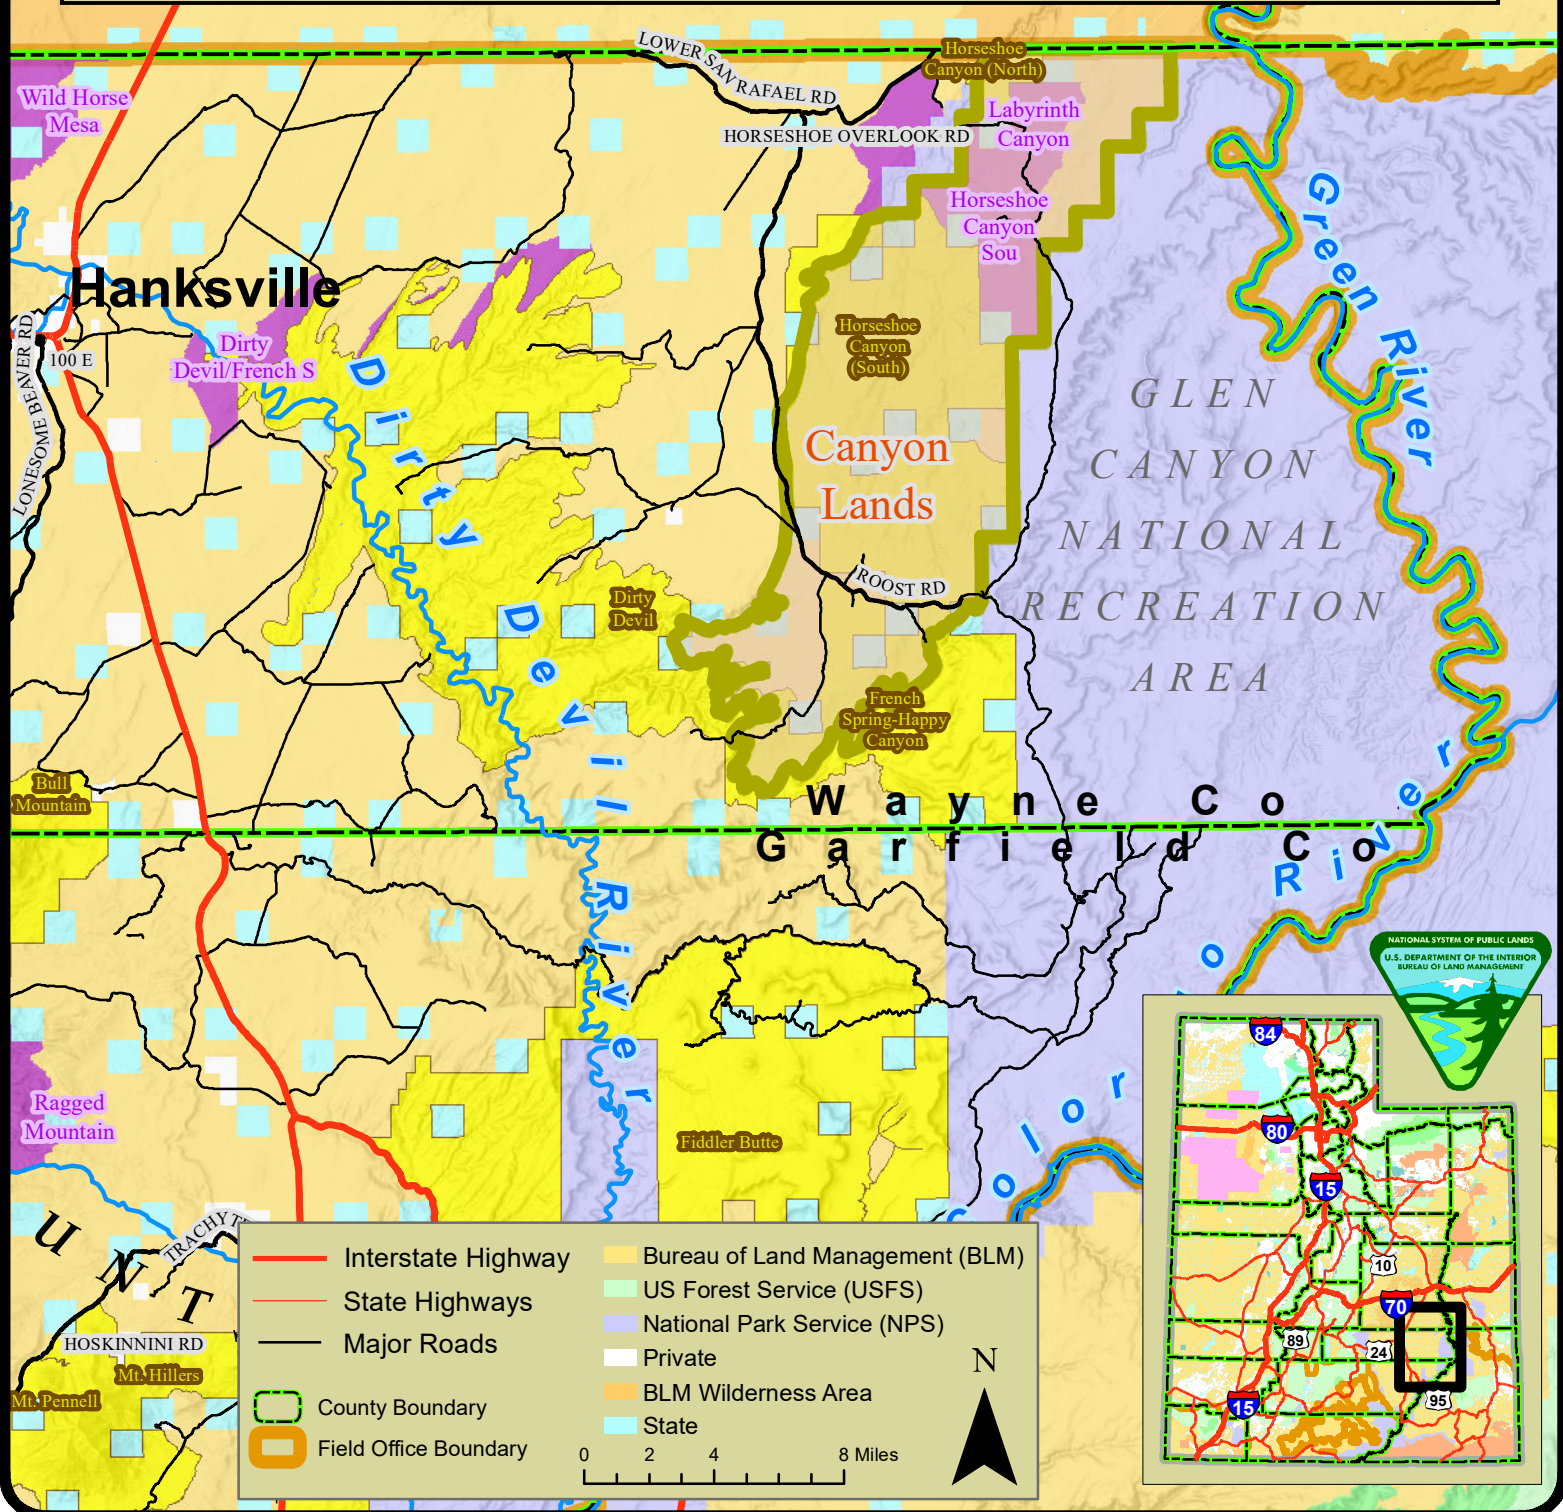 LOWER SAN RAFAEL RD
Horseshoe
Canyon (North)
Wild Horse
Mesa
Labyrinth
Canyon
HORSESHOE OVERLOOK RD
Horseshoe
Canyon
Sou
Green River
Hanksville
LONESOME BEAVER RD
100 E
Dirty
Devil/French S
Horseshoe
Canyon
(South)
Dirty Devil River
Canyon
Lands
GLEN
CANYON
NATIONAL
RECREATION
AREA
ROOST RD
Dirty
Devil
French
Spring-Happy
Canyon
Bull
Mountain
Wayne Co
Garfield Co
olor o River
Ragged
Mountain
Fiddler Butte
UNT
HOSKINNINI RD
Mt. Hillers
Mt. Pennell
Interstate Highway
State Highways
Major Roads
County Boundary
Field Office Boundary
Bureau of Land Management (BLM)
US Forest Service (USFS)
National Park Service (NPS)
Private
BLM Wilderness Area
State
0 2 4 8 Miles
N
NATIONAL SYSTEM OF PUBLIC LANDS
U.S. DEPARTMENT OF THE INTERIOR
BUREAU OF LAND MANAGEMENT
84
80
15
10
70
89
24
95
15